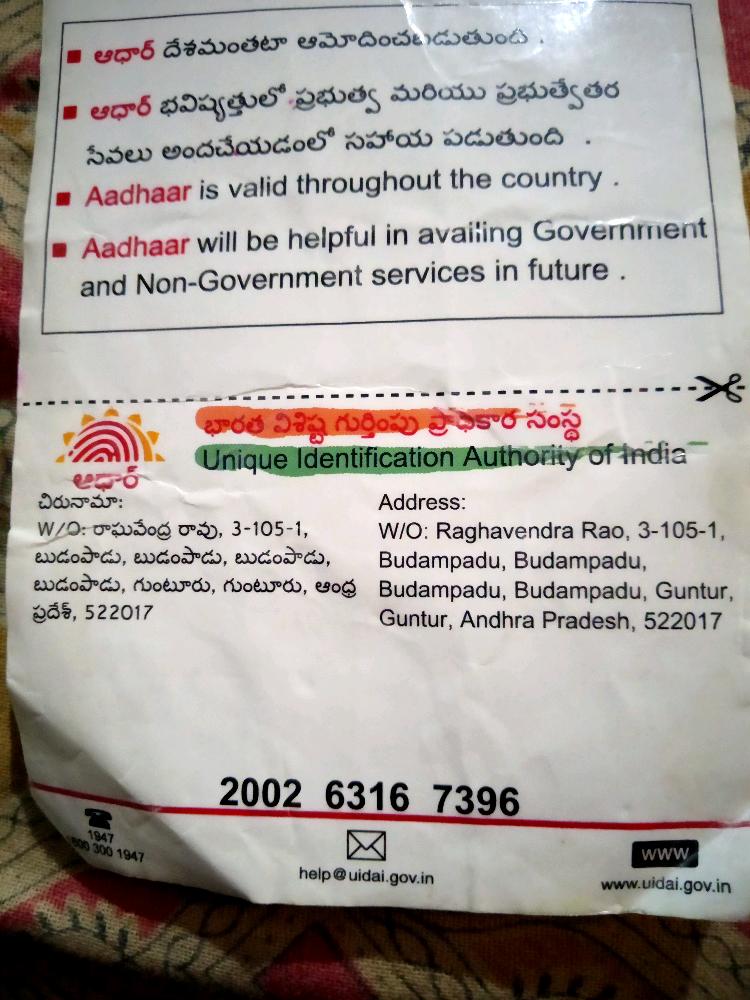 ఆధార్ దేశమంతటా ఆమోదించబడుతుంది .
ఆధార్ భవిష్యత్తులో ప్రభుత్వ మరియు ప్రభుత్వేతర
సేవలు అందచేయడంలో సహాయ పడుతుంది .
Aadhaar is valid throughout the country .
Aadhaar will be helpful in availing Government
and Non-Government services in future .
భారత విశిష్ట గుర్తింపు ప్రాధికార సంస్థ
Unique Identification Authority of India
ఆధార్
చిరునామా:
W/O: రాఘవేంద్ర రావు, 3-105-1,
బుడంపాడు, బుడంపాడు, బుడంపాడు,
బుడంపాడు, గుంటూరు, గుంటూరు, ఆంధ్ర
ప్రదేశ్, 522017
Address:
W/O: Raghavendra Rao, 3-105-1,
Budampadu, Budampadu,
Budampadu, Budampadu, Guntur,
Guntur, Andhra Pradesh, 522017
2002 6316 7396
1947
300 1947
help@uidai.gov.in
www
www.uidai.gov.in